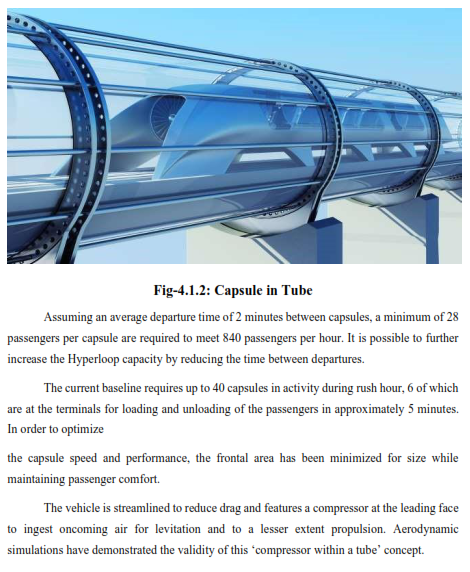 Fig-4.1.2: Capsule in Tube
Assuming an average departure time of 2 minutes between capsules, a minimum of 28
passengers per capsule are required to meet 840 passengers per hour. It is possible to further
increase the Hyperloop capacity by reducing the time between departures.
The current baseline requires up to 40 capsules in activity during rush hour, 6 of which
are at the terminals for loading and unloading of the passengers in approximately 5 minutes.
In order to optimize
the capsule speed and performance, the frontal area has been minimized for size while
maintaining passenger comfort.
The vehicle is streamlined to reduce drag and features a compressor at the leading face
to ingest oncoming air for levitation and to a lesser extent propulsion. Aerodynamic
simulations have demonstrated the validity of this ‘compressor within a tube’ concept.